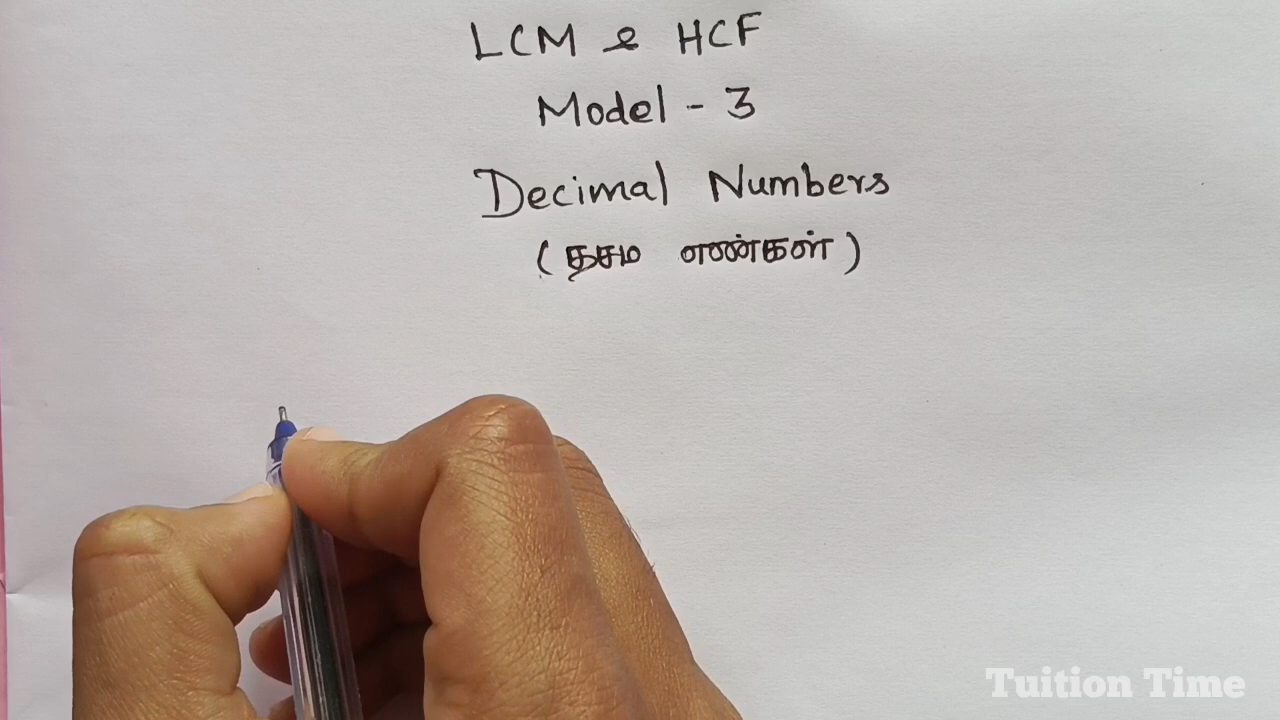 LCM & HCF
Model - 3
Decimal Numbers
(தசம எண்கள்)
Tuition Time